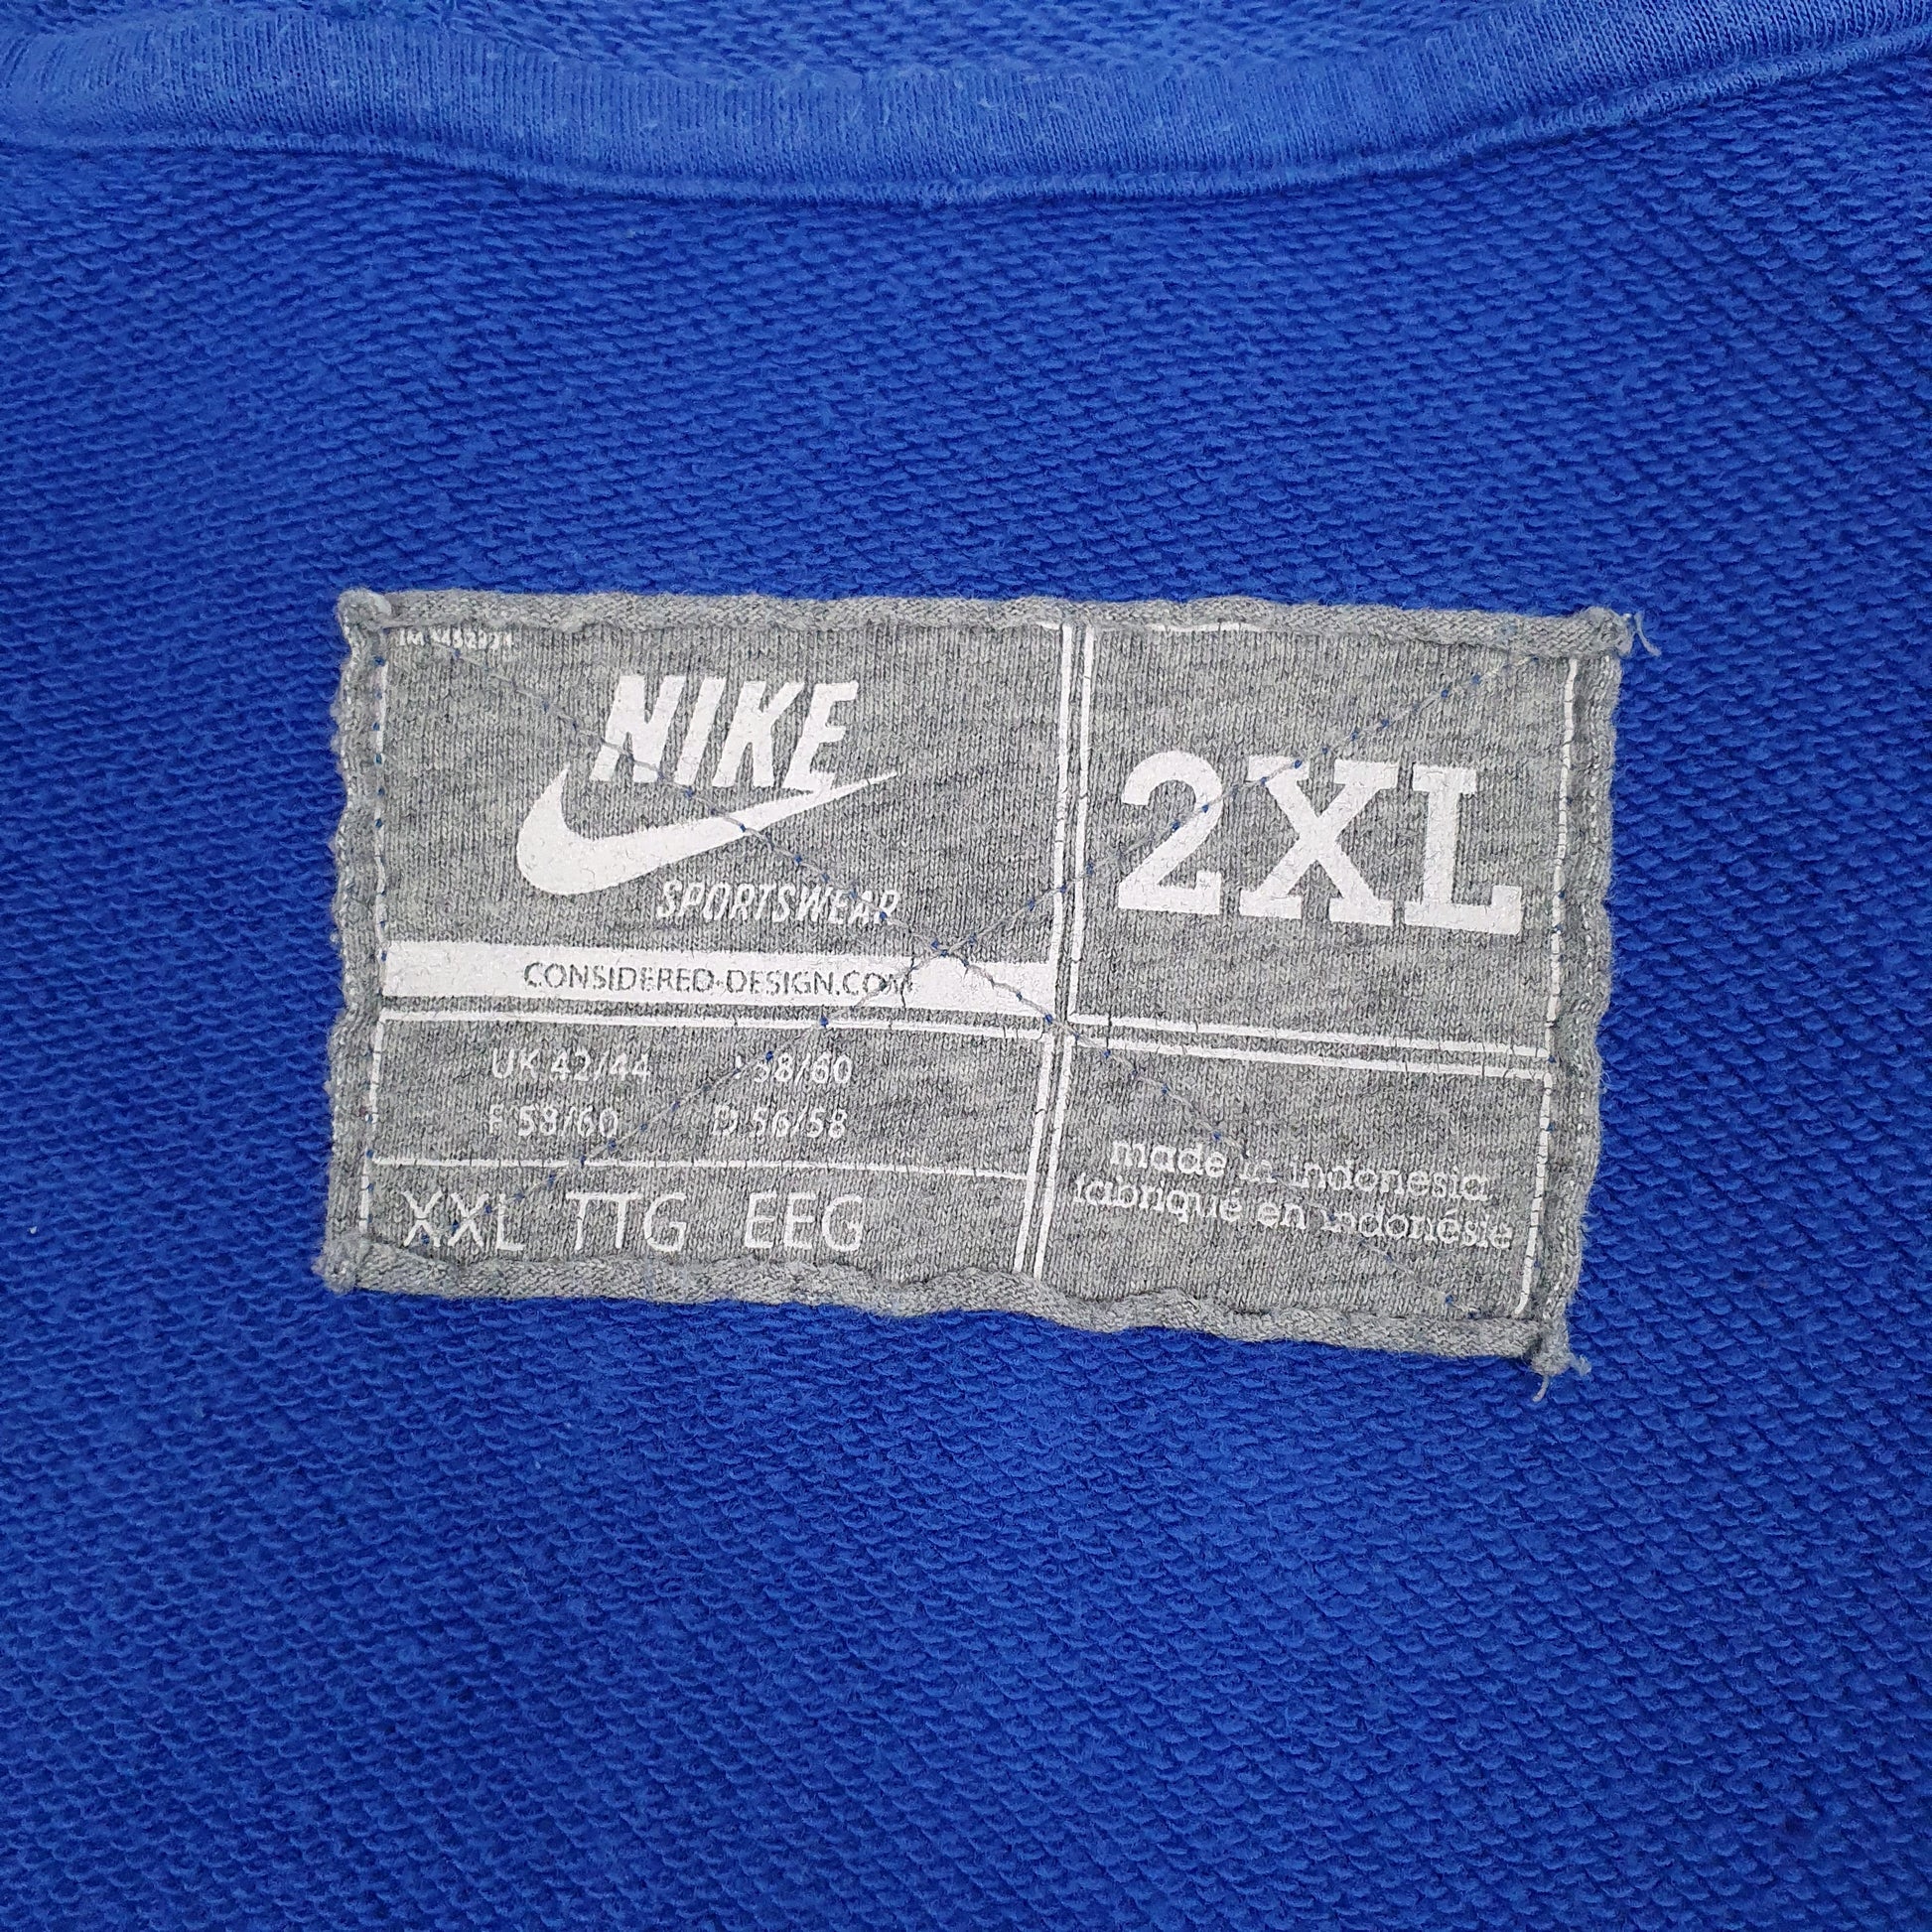 NIKE
SPORTSWEAR
2XL
CONSIDERED-DESIGN.COM
UK 42/44
F 58/60 D 56/58
XXL TTG EEG
made in indonesia
fabriqué en indonésie